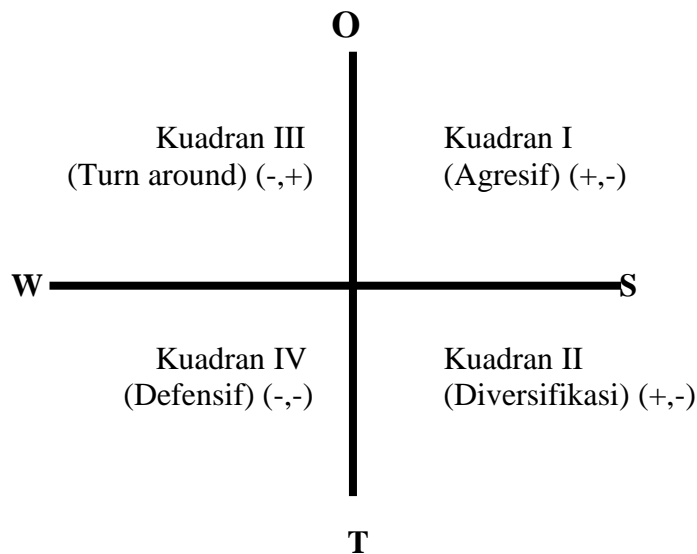 O
Kuadran III
(Turn around) (-,+)
Kuadran I
(Agresif) (+,-)
W
S
Kuadran IV
(Defensif) (-,-)
Kuadran II
(Diversifikasi) (+,-)
T